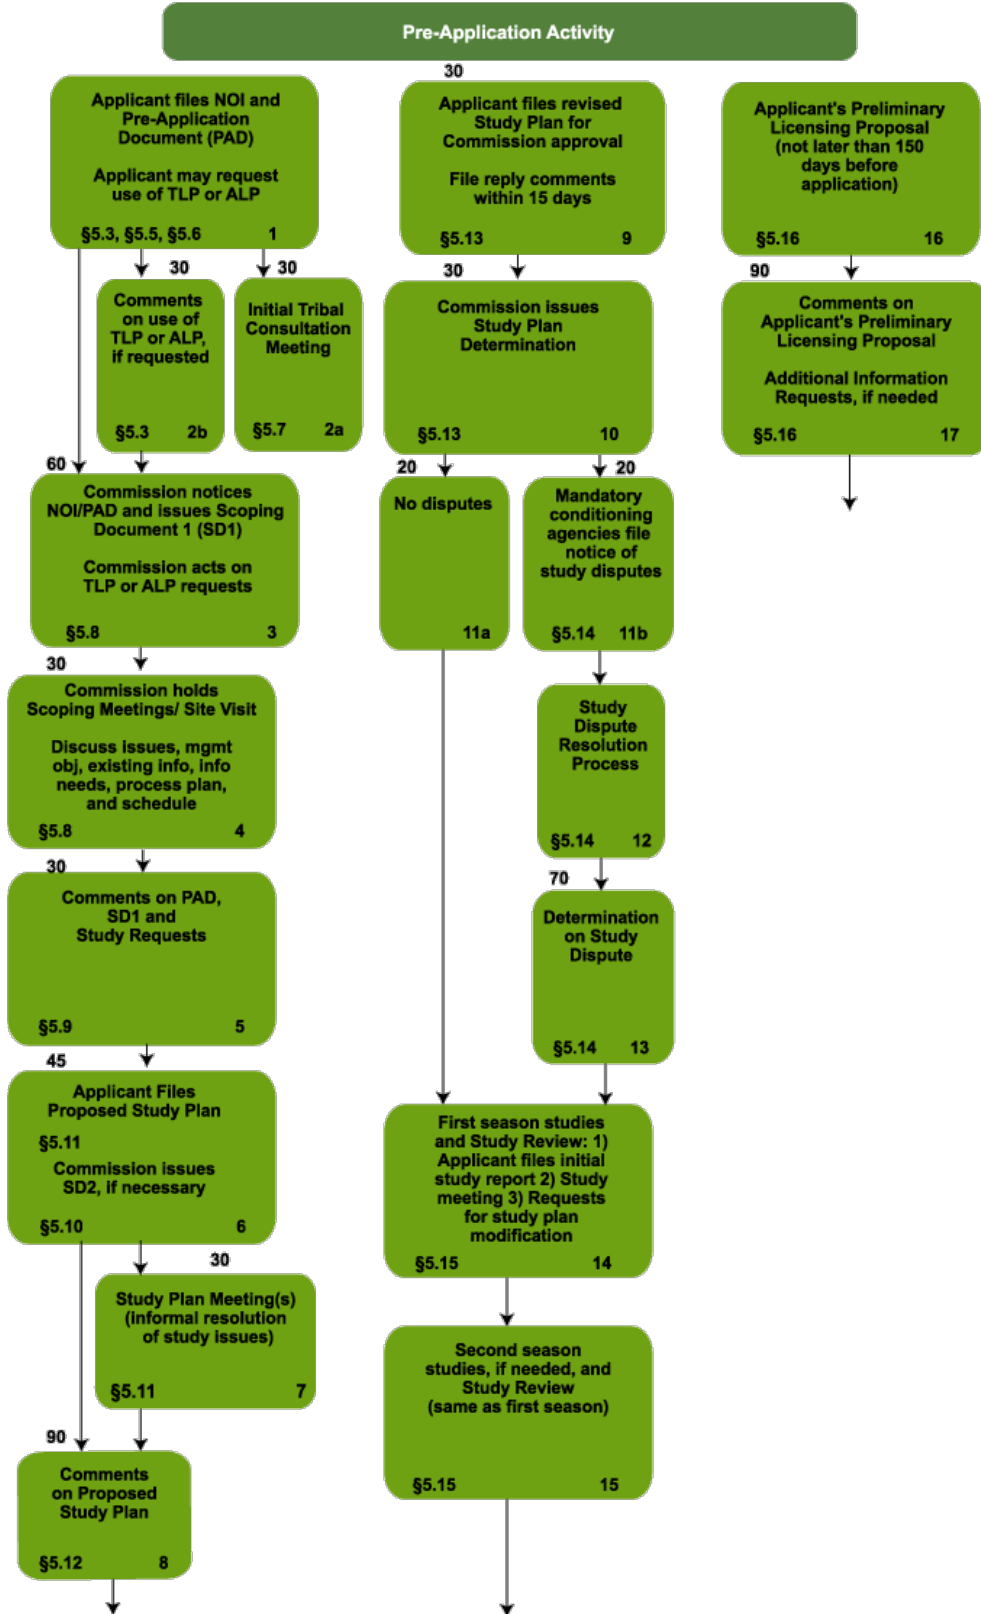 Pre-Application Activity
Applicant files NOI and
Pre-Application
Document (PAD)
Applicant may request
use of TLP or ALP
§5.3, §5.5, §5.6 1
30
Comments
on use of
TLP or ALP,
if requested
§5.3 2b
30
Initial Tribal
Consultation
Meeting
§5.7 2a
60
Commission notices
NOI/PAD and issues Scoping
Document 1 (SD1)
Commission acts on
TLP or ALP requests
§5.8 3
30
Commission holds
Scoping Meetings/ Site Visit
Discuss issues, mgmt
obj, existing info, info
needs, process plan,
and schedule
§5.8 4
30
Comments on PAD,
SD1 and
Study Requests
§5.9 5
45
Applicant Files
Proposed Study Plan
§5.11
Commission issues
SD2, if necessary
§5.10 6
30
Study Plan Meeting(s)
(informal resolution
of study issues)
§5.11 7
90
Comments
on Proposed
Study Plan
§5.12 8
30
Applicant files revised
Study Plan for
Commission approval
File reply comments
within 15 days
§5.13 9
30
Commission issues
Study Plan
Determination
§5.13 10
20
No disputes
11a
20
Mandatory
conditioning
agencies file
notice of
study disputes
§5.14 11b
Study
Dispute
Resolution
Process
§5.14 12
70
Determination
on Study
Dispute
§5.14 13
First season studies
and Study Review: 1)
Applicant files initial
study report 2) Study
meeting 3) Requests
for study plan
modification
§5.15 14
Second season
studies, if needed, and
Study Review
(same as first season)
§5.15 15
Applicant's Preliminary
Licensing Proposal
(not later than 150
days before
application)
§5.16 16
90
Comments on
Applicant's Preliminary
Licensing Proposal
Additional Information
Requests, if needed
§5.16 17